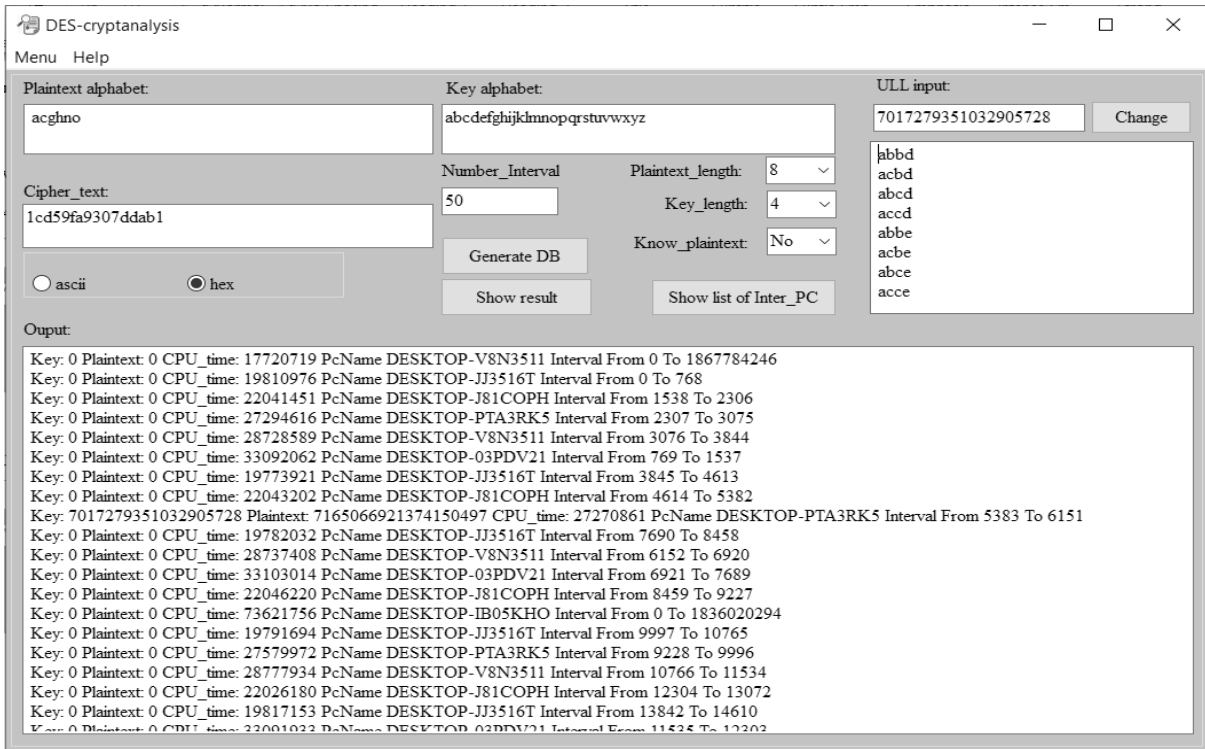 DES-cryptanalysis
Menu Help
Plaintext alphabet:
acghno
Key alphabet:
abcdefghijklmnopqrstuvwxyz
ULL input:
7017279351032905728
Change
abbd
acbd
abcd
accd
abbe
acbe
abce
acce
Number_Interval
50
Plaintext_length:
8
Key_length:
4
Know_plaintext:
No
Cipher_text:
1cd59fa9307ddab1
ascii
hex
Generate DB
Show result
Show list of Inter_PC
Ouput:
Key: 0 Plaintext: 0 CPU_time: 17720719 PcName DESKTOP-V8N3511 Interval From 0 To 1867784246
Key: 0 Plaintext: 0 CPU_time: 19810976 PcName DESKTOP-JJ3516T Interval From 0 To 768
Key: 0 Plaintext: 0 CPU_time: 22041451 PcName DESKTOP-J81COPH Interval From 1538 To 2306
Key: 0 Plaintext: 0 CPU_time: 27294616 PcName DESKTOP-PTA3RK5 Interval From 2307 To 3075
Key: 0 Plaintext: 0 CPU_time: 28728589 PcName DESKTOP-V8N3511 Interval From 3076 To 3844
Key: 0 Plaintext: 0 CPU_time: 33092062 PcName DESKTOP-03PDV21 Interval From 769 To 1537
Key: 0 Plaintext: 0 CPU_time: 19773921 PcName DESKTOP-JJ3516T Interval From 3845 To 4613
Key: 0 Plaintext: 0 CPU_time: 22043202 PcName DESKTOP-J81COPH Interval From 4614 To 5382
Key: 7017279351032905728 Plaintext: 7165066921374150497 CPU_time: 27270861 PcName DESKTOP-PTA3RK5 Interval From 5383 To 6151
Key: 0 Plaintext: 0 CPU_time: 19782032 PcName DESKTOP-JJ3516T Interval From 7690 To 8458
Key: 0 Plaintext: 0 CPU_time: 28737408 PcName DESKTOP-V8N3511 Interval From 6152 To 6920
Key: 0 Plaintext: 0 CPU_time: 33103014 PcName DESKTOP-03PDV21 Interval From 6921 To 7689
Key: 0 Plaintext: 0 CPU_time: 22046220 PcName DESKTOP-J81COPH Interval From 8459 To 9227
Key: 0 Plaintext: 0 CPU_time: 73621756 PcName DESKTOP-IB05KHO Interval From 0 To 1836020294
Key: 0 Plaintext: 0 CPU_time: 19791694 PcName DESKTOP-JJ3516T Interval From 9997 To 10765
Key: 0 Plaintext: 0 CPU_time: 27579972 PcName DESKTOP-PTA3RK5 Interval From 9228 To 9996
Key: 0 Plaintext: 0 CPU_time: 28777934 PcName DESKTOP-V8N3511 Interval From 10766 To 11534
Key: 0 Plaintext: 0 CPU_time: 22026180 PcName DESKTOP-J81COPH Interval From 12304 To 13072
Key: 0 Plaintext: 0 CPU_time: 19817153 PcName DESKTOP-JJ3516T Interval From 13842 To 14610
Key: 0 Plaintext: 0 CPU_time: 33091933 PcName DESKTOP-03PDV21 Interval From 11535 To 12303